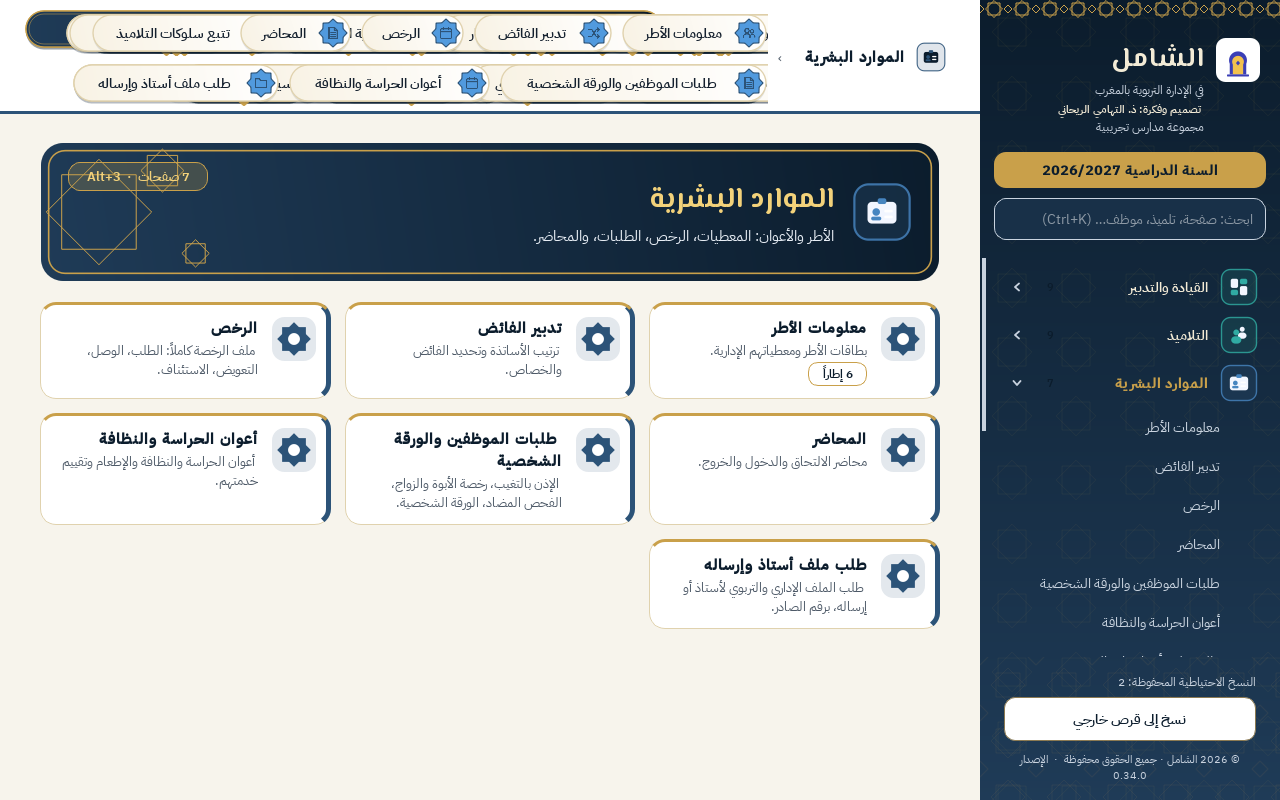 الشامل
في الإدارة التربوية بالمغرب
تصميم وفكرة: ذ. التهامي الريحاني
مجموعة مدارس تجريبية
السنة الدراسية 2026/2027
ابحث: صفحة، تلميذ، موظف... (Ctrl+K)
القيادة والتدبير
التلاميذ
الموارد البشرية 7
معلومات الأطر
تدبير الفائض
الرخص
المحاضر
طلبات الموظفين والورقة الشخصية
أعوان الحراسة والنظافة
النسخ الاحتياطية المحفوظة: 2
نسخ إلى قرص خارجي
© 2026 الشامل · جميع الحقوق محفوظة · الإصدار
0.34.0
الموارد البشرية ›
معلومات الأطر
تدبير الفائض
الرخص
المحاضر
تتبع سلوكات التلاميذ
طلبات الموظفين والورقة الشخصية
أعوان الحراسة والنظافة
طلب ملف أستاذ وإرساله
الموارد البشرية
الأطر والأعوان: المعطيات، الرخص، الطلبات، والمحاضر.
7 صفحات · Alt+3
معلومات الأطر
بطاقات الأطر ومعطياتهم الإدارية.
6 إطاراً
تدبير الفائض
ترتيب الأساتذة وتحديد الفائض
والخصاص.
الرخص
ملف الرخصة كاملاً: الطلب، الوصل،
التعويض، الاستئناف.
المحاضر
محاضر الالتحاق والدخول والخروج.
طلبات الموظفين والورقة
الشخصية
الإذن بالتغيب، رخصة الأبوة والزواج،
الفحص المضاد، الورقة الشخصية.
أعوان الحراسة والنظافة
أعوان الحراسة والنظافة والإطعام وتقييم
خدمتهم.
طلب ملف أستاذ وإرساله
طلب الملف الإداري والتربوي لأستاذ أو
إرساله، برقم الصادر.